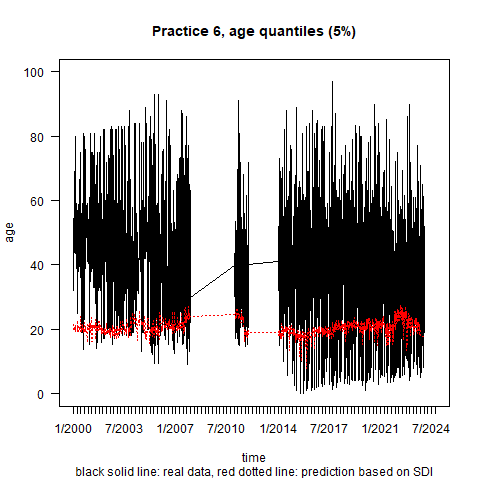 Practice 6, age quantiles (5%)
100
80
60
40
20
0
age
1/2000 7/2003 1/2007 7/2010 1/2014 7/2017 1/2021 7/2024
time
black solid line: real data, red dotted line: prediction based on SDI